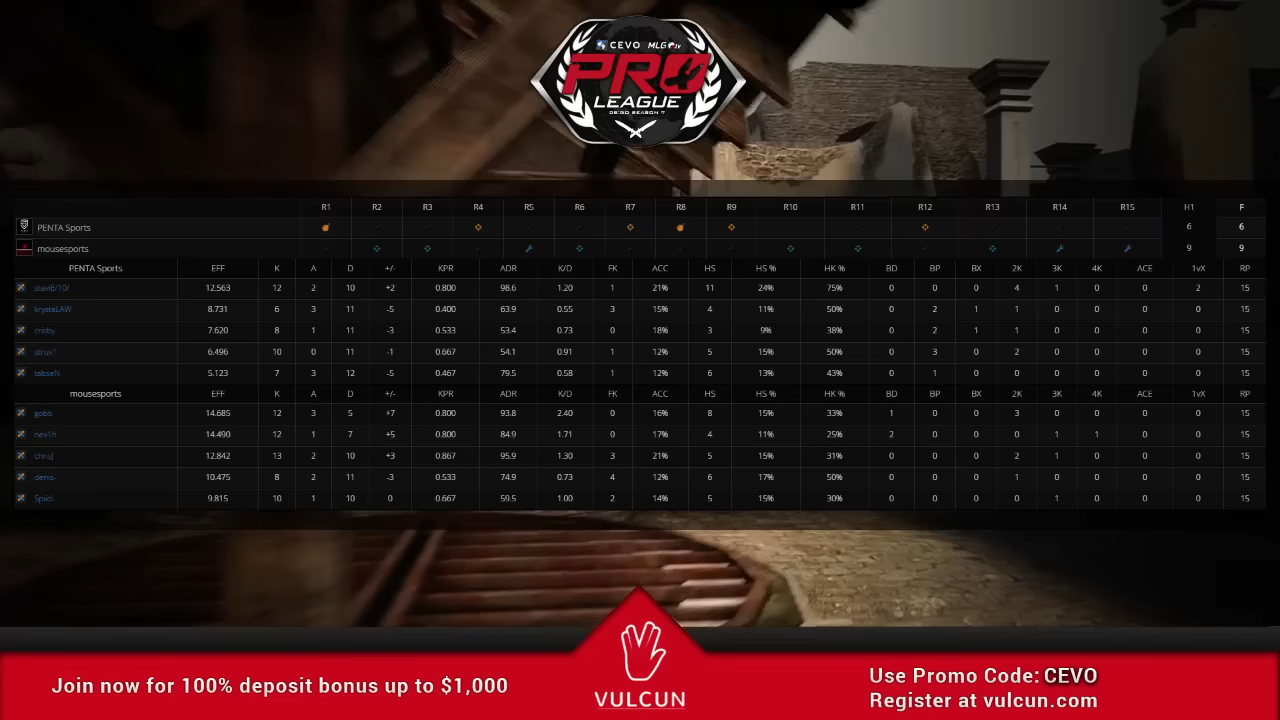 CEVO MLG.tv
PRO
LEAGUE
CS:GO SEASON 7
R1 R2 R3 R4 R5 R6 R7 R8 R9 R10 R11 R12 R13 R14 R15 H1 F
PENTA Sports 6 6
mousesports 9 9
PENTA Sports EFF K A D +/- KPR ADR K/D FK ACC HS HS % HK % BD BP BX 2K 3K 4K ACE 1vX RP
12.563 12 2 10 +2 0.800 98.6 1.20 1 21% 11 24% 75% 0 0 0 4 1 0 0 2 15
krystaLAW 8.731 6 3 11 -5 0.400 63.9 0.55 3 15% 4 11% 50% 0 2 1 1 0 0 0 0 15
crisby 7.620 8 1 11 -3 0.533 53.4 0.73 0 18% 3 9% 38% 0 2 1 1 0 0 0 0 15
struv1 6.496 10 0 11 -1 0.667 54.1 0.91 1 12% 5 15% 50% 0 3 0 2 0 0 0 0 15
tabseN 5.123 7 3 12 -5 0.467 79.5 0.58 1 12% 6 13% 43% 0 1 0 0 0 0 0 0 15
mousesports EFF K A D +/- KPR ADR K/D FK ACC HS HS % HK % BD BP BX 2K 3K 4K ACE 1vX RP
gobb 14.685 12 3 5 +7 0.800 93.8 2.40 0 16% 8 15% 33% 1 0 0 3 0 0 0 0 15
nex1h 14.490 12 1 7 +5 0.800 84.9 1.71 0 17% 4 11% 25% 2 0 0 0 1 1 0 0 15
chrisJ 12.842 13 2 10 +3 0.867 95.9 1.30 3 21% 5 15% 31% 0 0 0 2 1 0 0 0 15
denis- 10.475 8 2 11 -3 0.533 74.9 0.73 4 12% 6 17% 50% 0 0 0 1 0 0 0 0 15
Spiidi 9.815 10 1 10 0 0.667 59.5 1.00 2 14% 5 15% 30% 0 0 0 0 1 0 0 0 15
Join now for 100% deposit bonus up to $1,000
VULCUN
Use Promo Code: CEVO
Register at vulcun.com